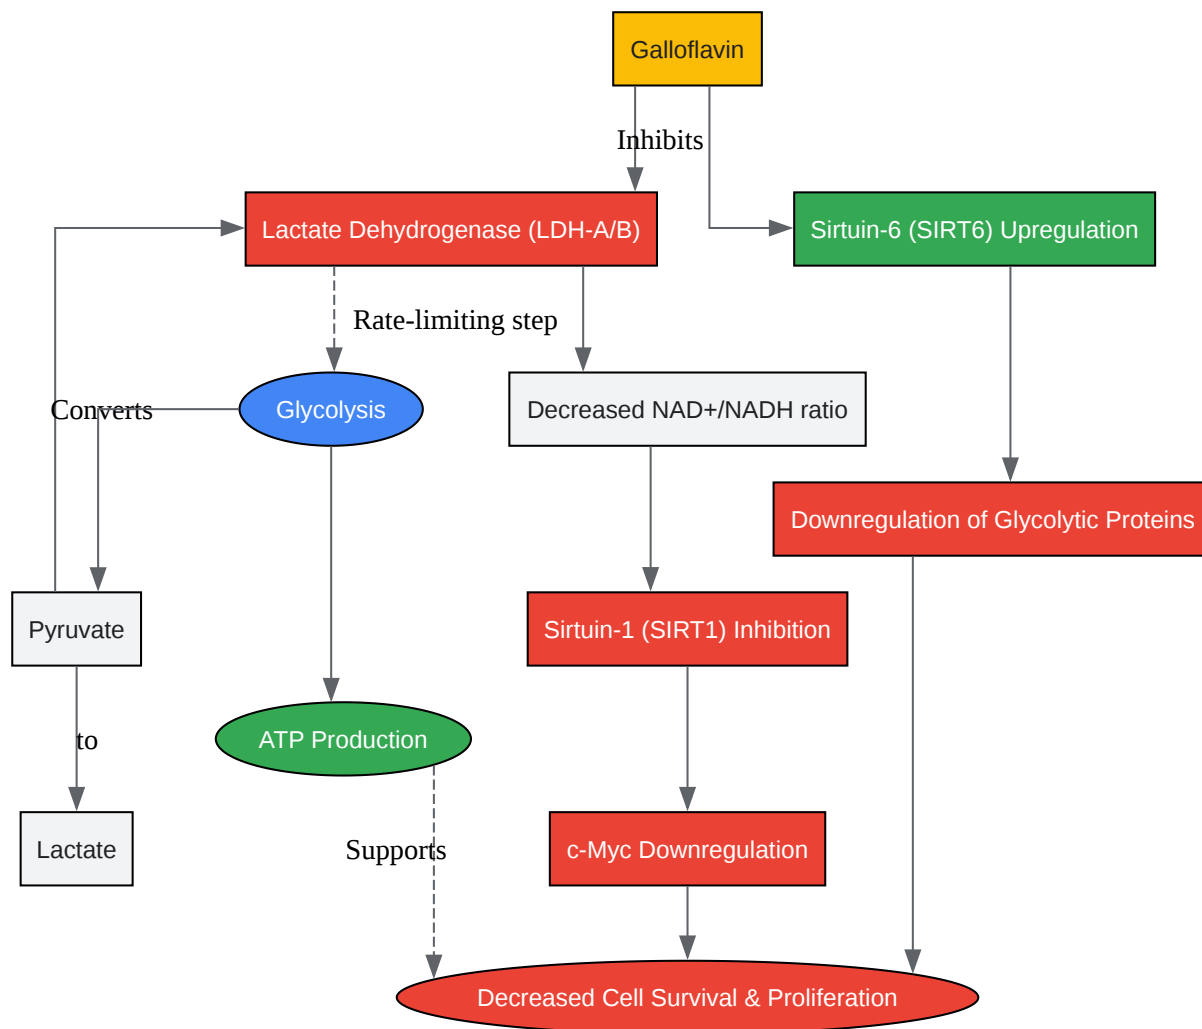 Galloflavin
Inhibits
Lactate Dehydrogenase (LDH-A/B)
Sirtuin-6 (SIRT6) Upregulation
Rate-limiting step
Converts
Glycolysis
Decreased NAD+/NADH ratio
Downregulation of Glycolytic Proteins
Pyruvate
Sirtuin-1 (SIRT1) Inhibition
to
ATP Production
Lactate
Supports
c-Myc Downregulation
Decreased Cell Survival & Proliferation